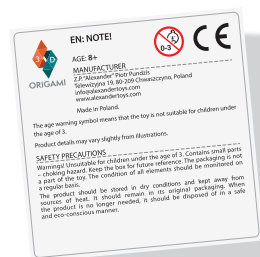 3 D
ORIGAMI
EN: NOTE!
AGE: 8+
MANUFACTURER
Z.P."Alexander" Piotr Pundzis
Telewizyjna 19, 80-209 Chwaszczyno, Poland
info@alexandertoys.com
www.alexandertoys.com
Made in Poland.
0-3
CE
The age warning symbol means that the toy is not suitable for children under
the age of 3.
Product details may vary slightly from illustrations.
SAFETY PRECAUTIONS
Warnings! Unsuitable for children under the age of 3. Contains small parts
– choking hazard. Keep the box for future reference. The packaging is not
a part of the toy. The condition of all elements should be monitored on
a regular basis.
The product should be stored in dry conditions and kept away from
sources of heat. It should remain in its original packaging. When
the product is no longer needed, it should be disposed of in a safe
and eco-conscious manner.